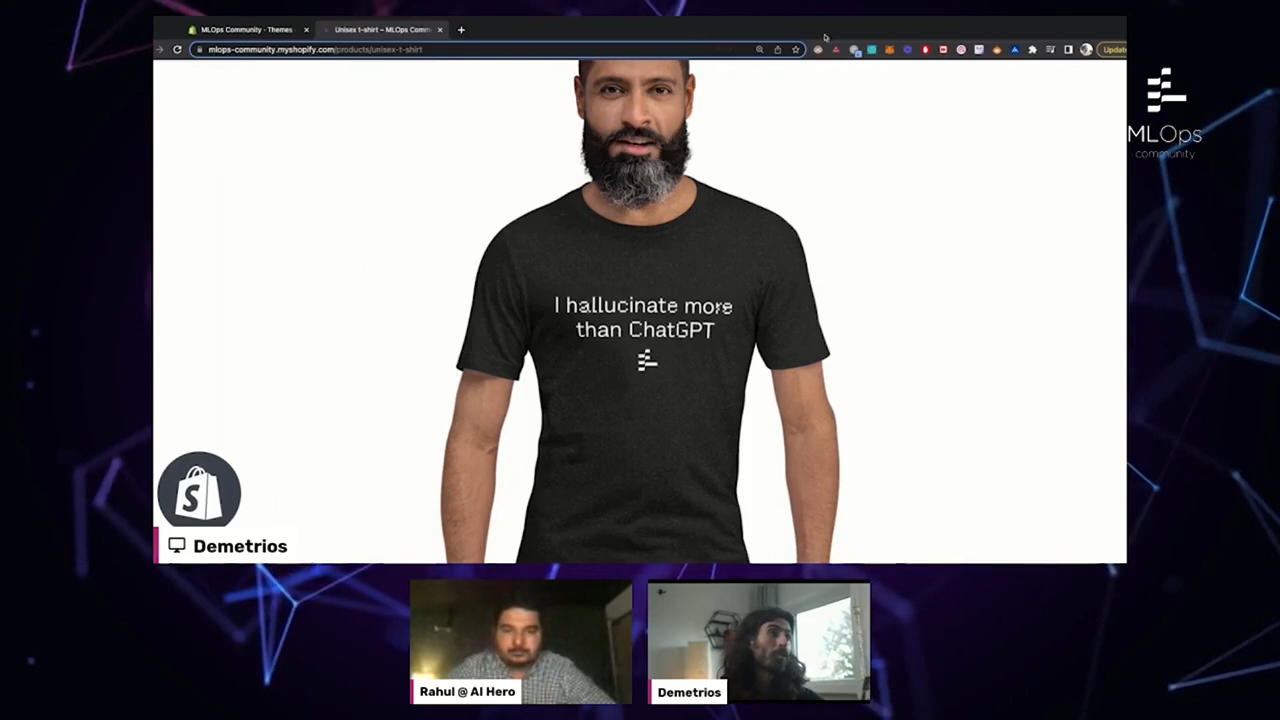 MLOps Community · Themes
Unisex t-shirt – MLOps Comm
mlops-community.myshopify.com/products/unisex-t-shirt
Update
MLOps
community
I hallucinate more
than ChatGPT
S
Demetrios
Rahul @ AI Hero
Demetrios